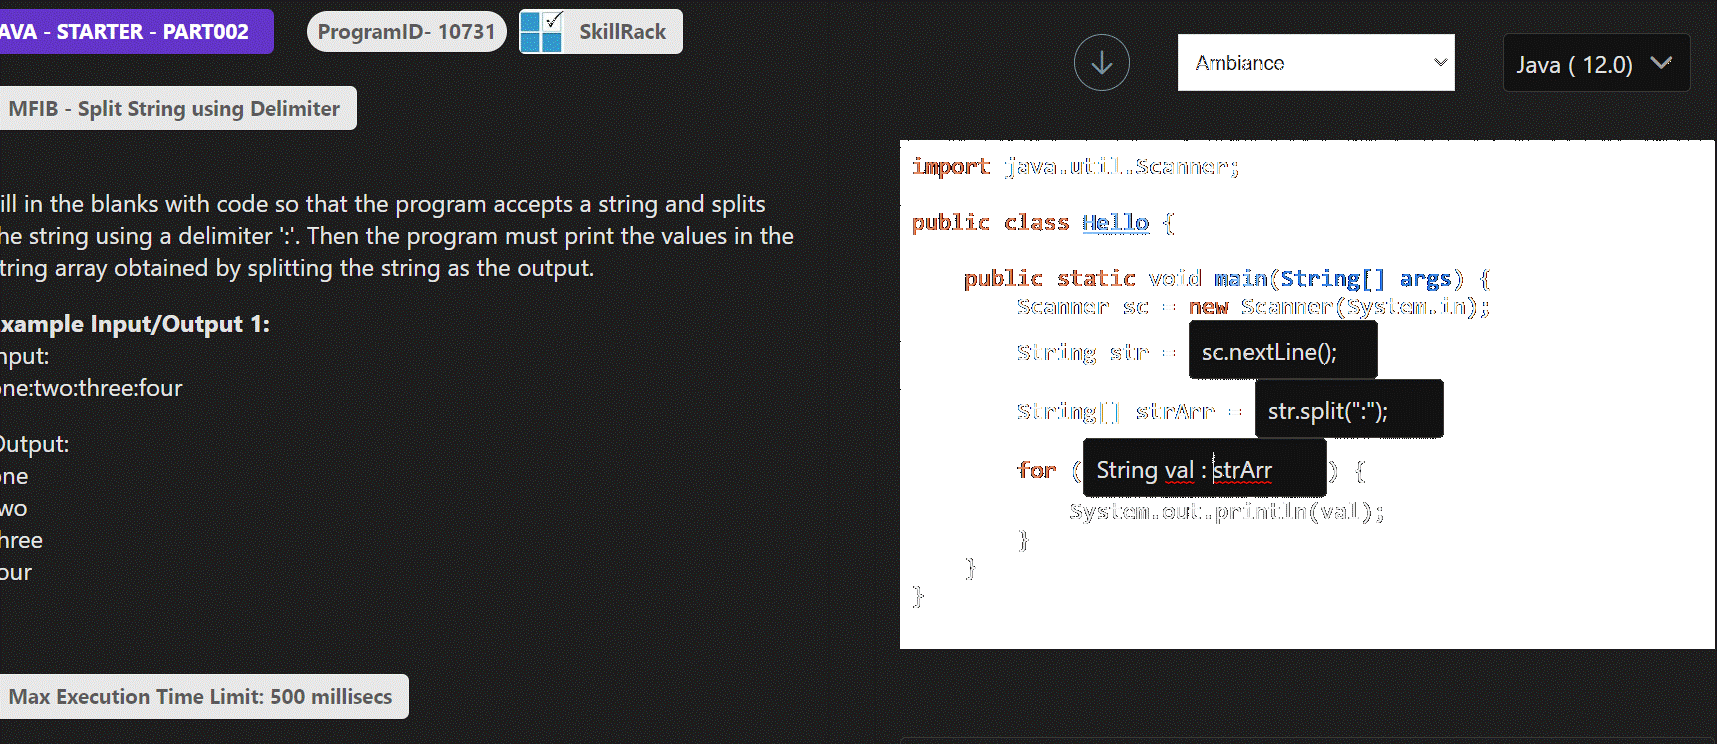 AVA - STARTER - PART002
ProgramID- 10731
SkillRack
MFIB - Split String using Delimiter
ill in the blanks with code so that the program accepts a string and splits
he string using a delimiter ':'. Then the program must print the values in the
tring array obtained by splitting the string as the output.
xample Input/Output 1:
nput:
ne:two:three:four
Output:
one
wo
hree
our
Max Execution Time Limit: 500 millisecs
Ambiance
Java ( 12.0)
import java.util.Scanner;
public class Hello {
public static void main(String[] args) {
Scanner sc = new Scanner(System.in);
String str = sc.nextLine();
String[] strArr = str.split(":");
for ( String val : strArr ) {
System.out.println(val);
}
}
}